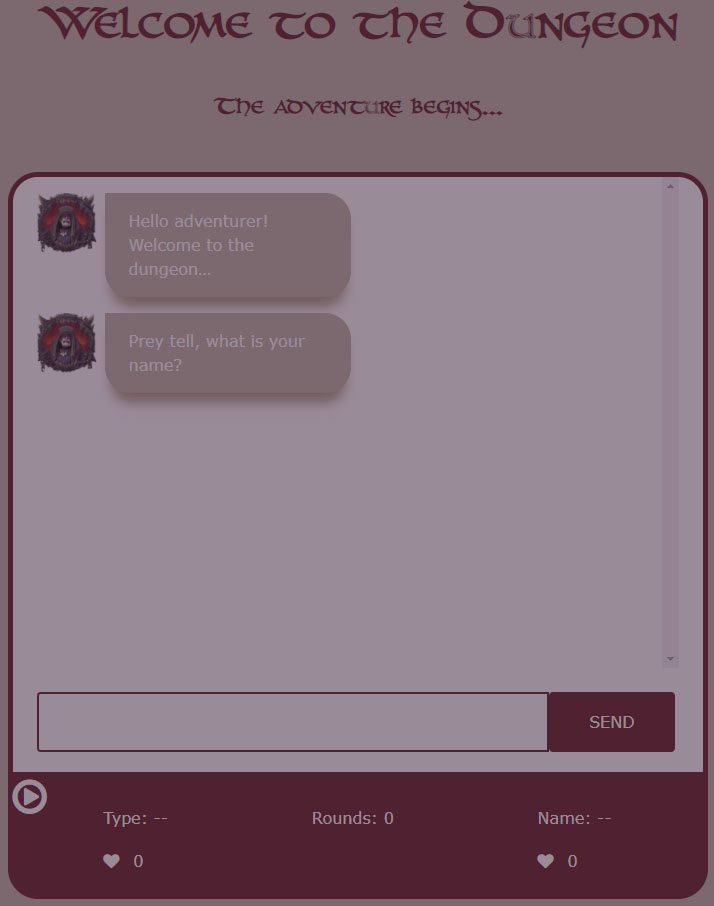 Welcome to the Dungeon
The adventure begins...
Hello adventurer!
Welcome to the
dungeon...
Prey tell, what is your
name?
SEND
Type: --
Rounds: 0
Name: --
0
0